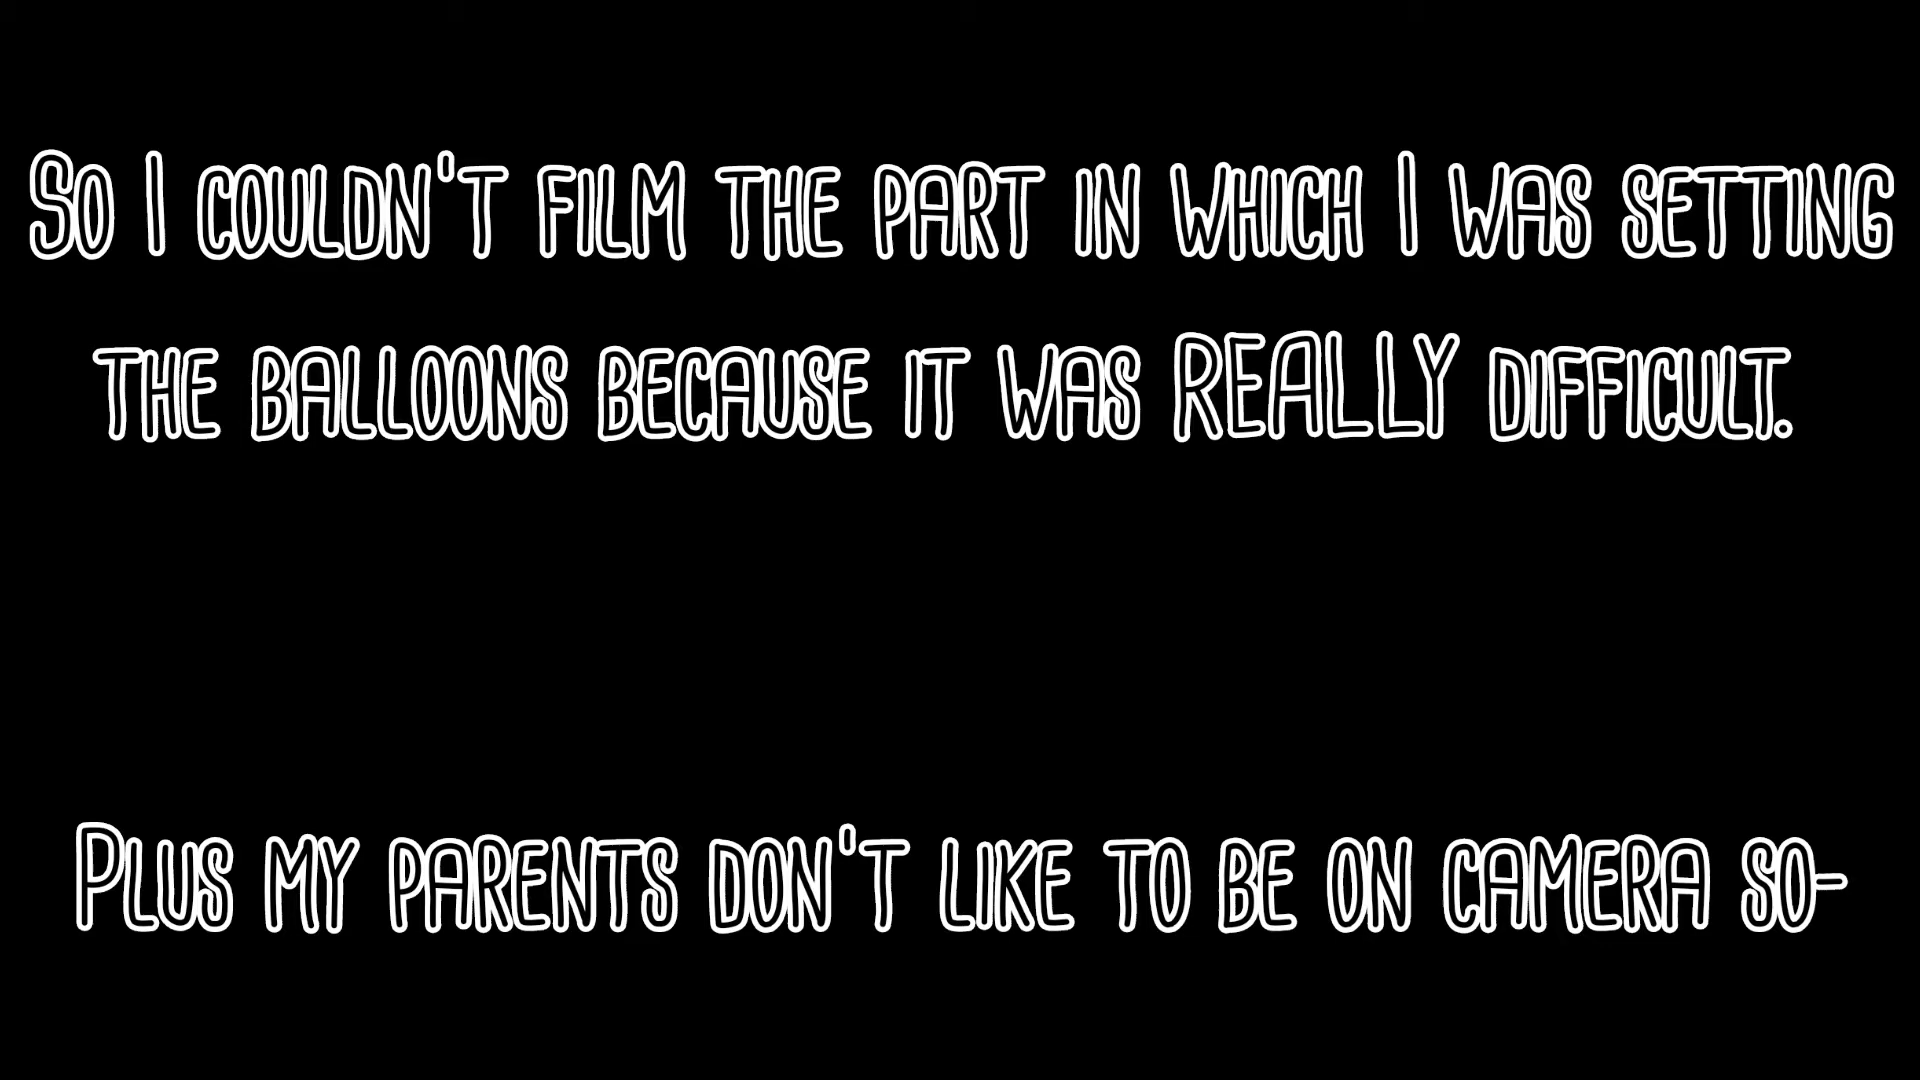 So I couldn't film the part in which I was setting
the balloons because it was REALLY difficult.
Plus my parents don't like to be on camera so-